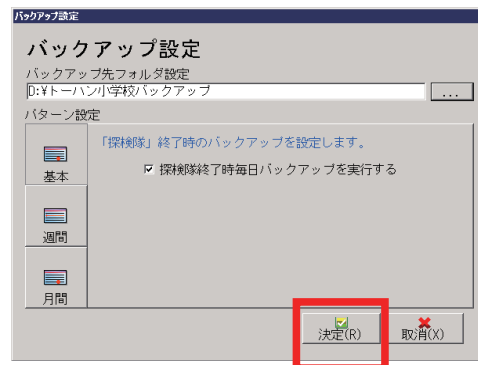 バックアップ設定
バックアップ設定
バックアップ先フォルダ設定
D:¥トーハン小学校バックアップ
...
パターン設定
「探検隊」終了時のバックアップを設定します。
探検隊終了時毎日バックアップを実行する
基本
週間
月間
決定(R)
取消(X)